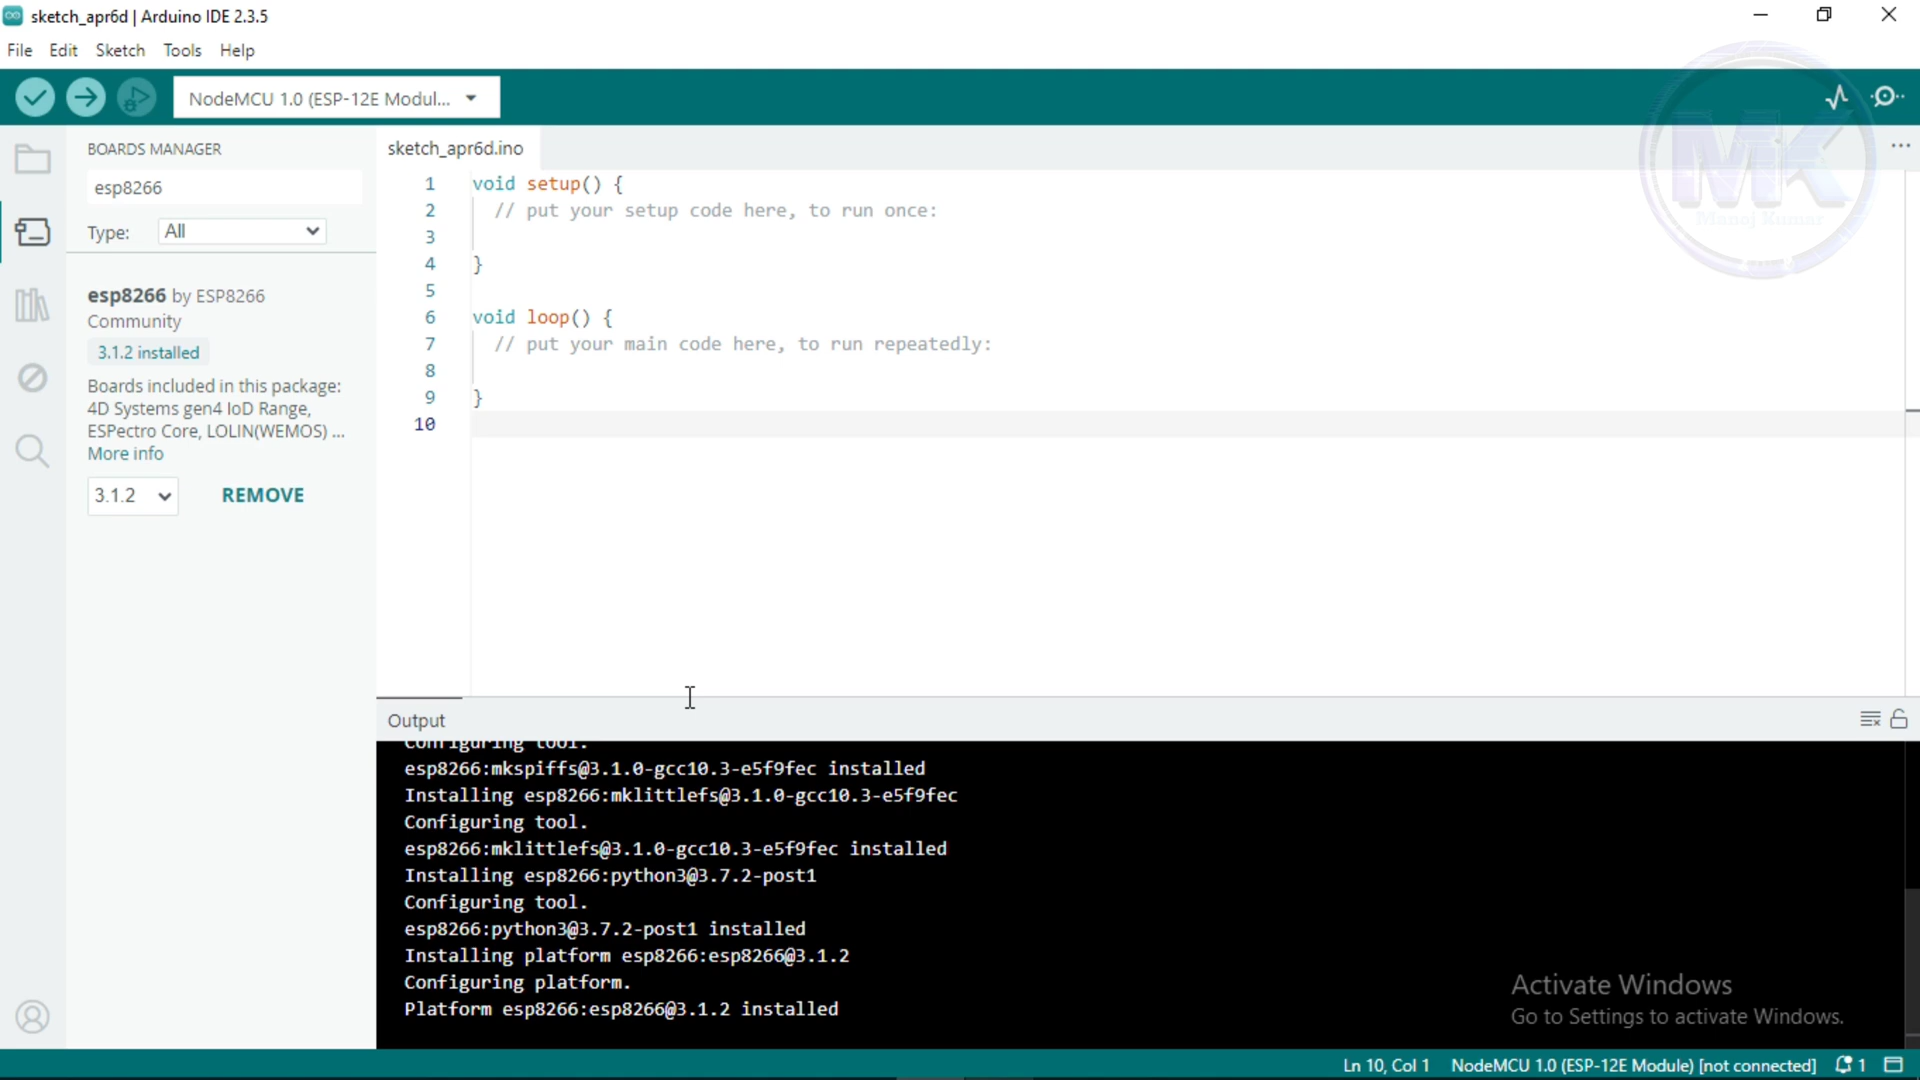 sketch_apr6d | Arduino IDE 2.3.5
File Edit Sketch Tools Help
NodeMCU 1.0 (ESP-12E Modul...
BOARDS MANAGER
esp8266
Type: All
esp8266 by ESP8266
Community
3.1.2 installed
Boards included in this package:
4D Systems gen4 IoD Range,
ESPectro Core, LOLIN(WEMOS) ...
More info
3.1.2 REMOVE
sketch_apr6d.ino
1 void setup() {
2 // put your setup code here, to run once:
3
4 }
5
6 void loop() {
7 // put your main code here, to run repeatedly:
8
9 }
10
MK
Manoj Kumar
Output
Configuring tool.
esp8266:mkspiffs@3.1.0-gcc10.3-e5f9fec installed
Installing esp8266:mklittlefs@3.1.0-gcc10.3-e5f9fec
Configuring tool.
esp8266:mklittlefs@3.1.0-gcc10.3-e5f9fec installed
Installing esp8266:python3@3.7.2-post1
Configuring tool.
esp8266:python3@3.7.2-post1 installed
Installing platform esp8266:esp8266@3.1.2
Configuring platform.
Platform esp8266:esp8266@3.1.2 installed
Activate Windows
Go to Settings to activate Windows.
Ln 10, Col 1 NodeMCU 1.0 (ESP-12E Module) [not connected] 1